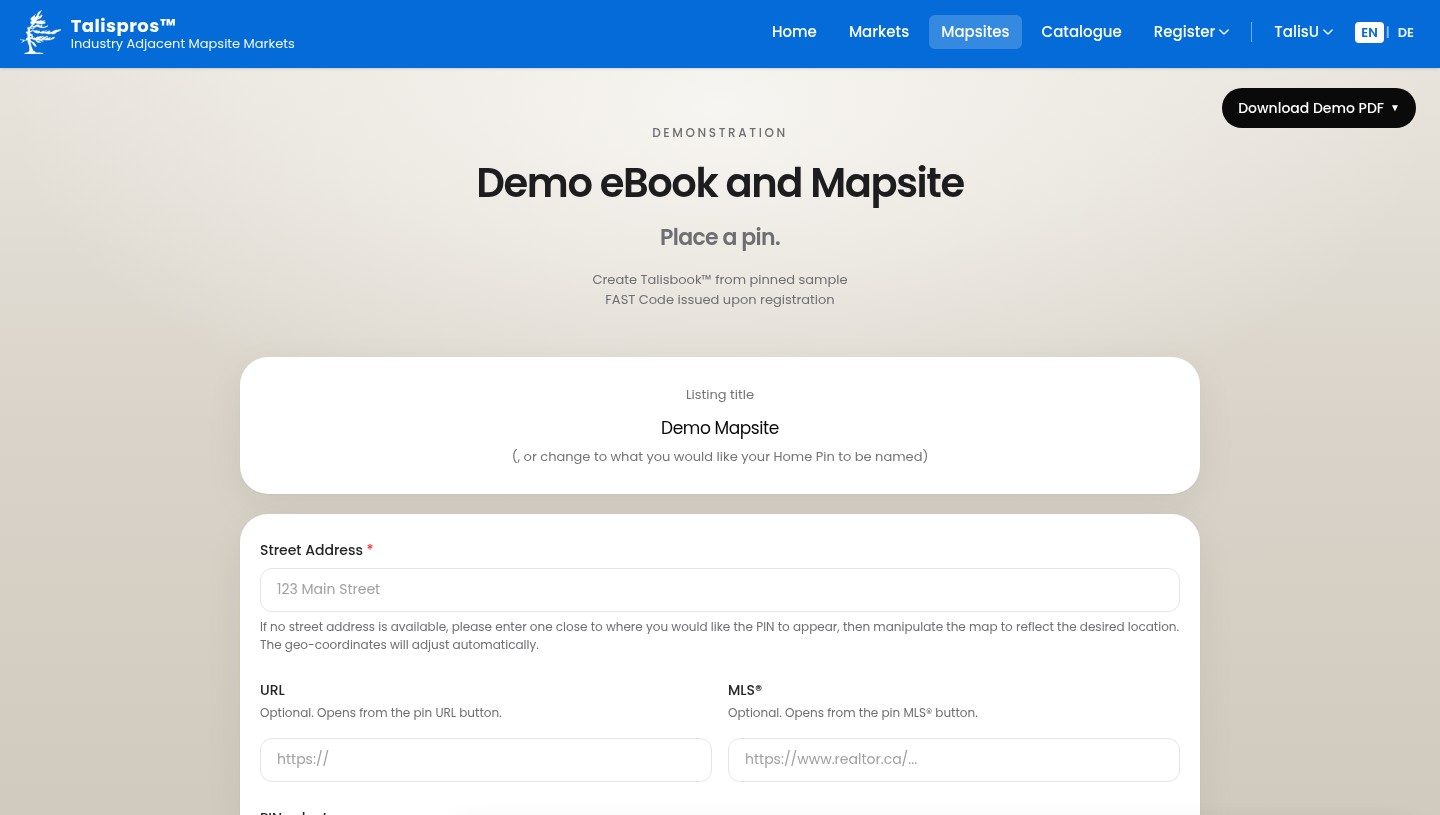 Talispros™
Industry Adjacent Mapsite Markets
Home
Markets
Mapsites
Catalogue
Register
TalisU
EN | DE
Download Demo PDF ▼
DEMONSTRATION
Demo eBook and Mapsite
Place a pin.
Create Talisbook™ from pinned sample
FAST Code issued upon registration
Listing title
Demo Mapsite
(, or change to what you would like your Home Pin to be named)
Street Address *
123 Main Street
If no street address is available, please enter one close to where you would like the PIN to appear, then manipulate the map to reflect the desired location.
The geo-coordinates will adjust automatically.
URL
Optional. Opens from the pin URL button.
https://
MLS®
Optional. Opens from the pin MLS® button.
https://www.realtor.ca/...